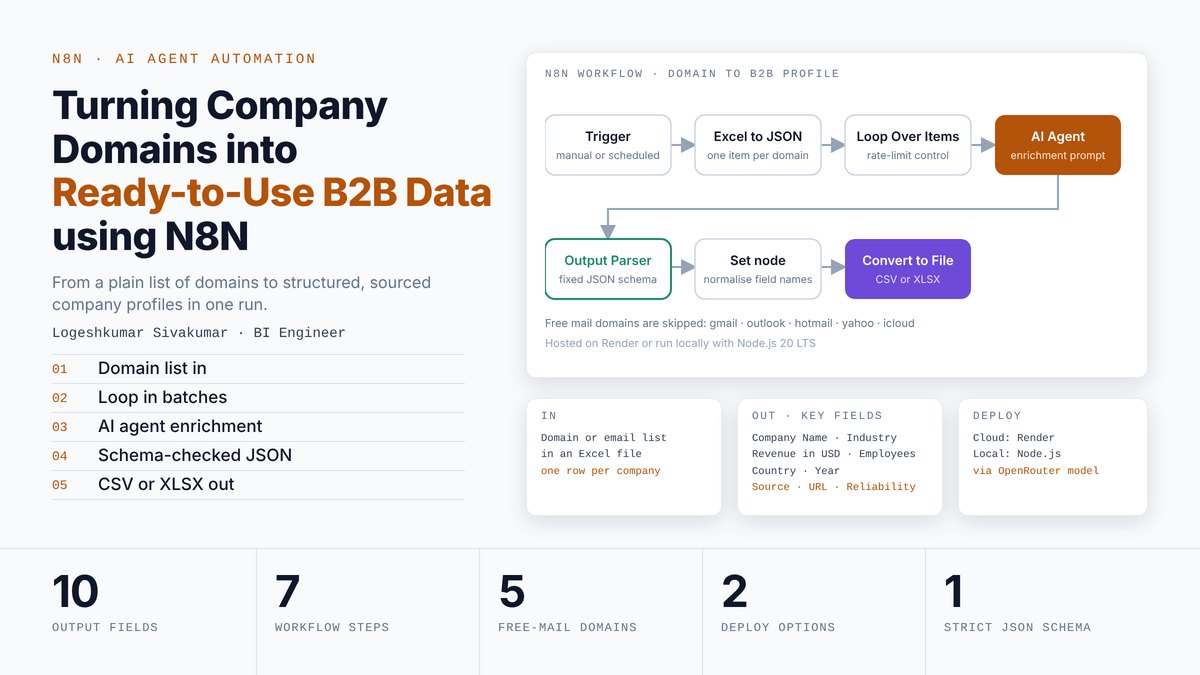 N8N · AI AGENT AUTOMATION
Turning Company
Domains into
Ready-to-Use B2B Data
using N8N
From a plain list of domains to structured, sourced
company profiles in one run.
Logeshkumar Sivakumar · BI Engineer
01 Domain list in
02 Loop in batches
03 AI agent enrichment
04 Schema-checked JSON
05 CSV or XLSX out
N8N WORKFLOW · DOMAIN TO B2B PROFILE
Trigger
manual or scheduled
Excel to JSON
one item per domain
Loop Over Items
rate-limit control
AI Agent
enrichment prompt
Output Parser
fixed JSON schema
Set node
normalise field names
Convert to File
CSV or XLSX
Free mail domains are skipped: gmail · outlook · hotmail · yahoo · icloud
Hosted on Render or run locally with Node.js 20 LTS
IN
Domain or email list
in an Excel file
one row per company
OUT · KEY FIELDS
Company Name · Industry
Revenue in USD · Employees
Country · Year
Source · URL · Reliability
DEPLOY
Cloud: Render
Local: Node.js
via OpenRouter model
10
OUTPUT FIELDS
7
WORKFLOW STEPS
5
FREE-MAIL DOMAINS
2
DEPLOY OPTIONS
1
STRICT JSON SCHEMA